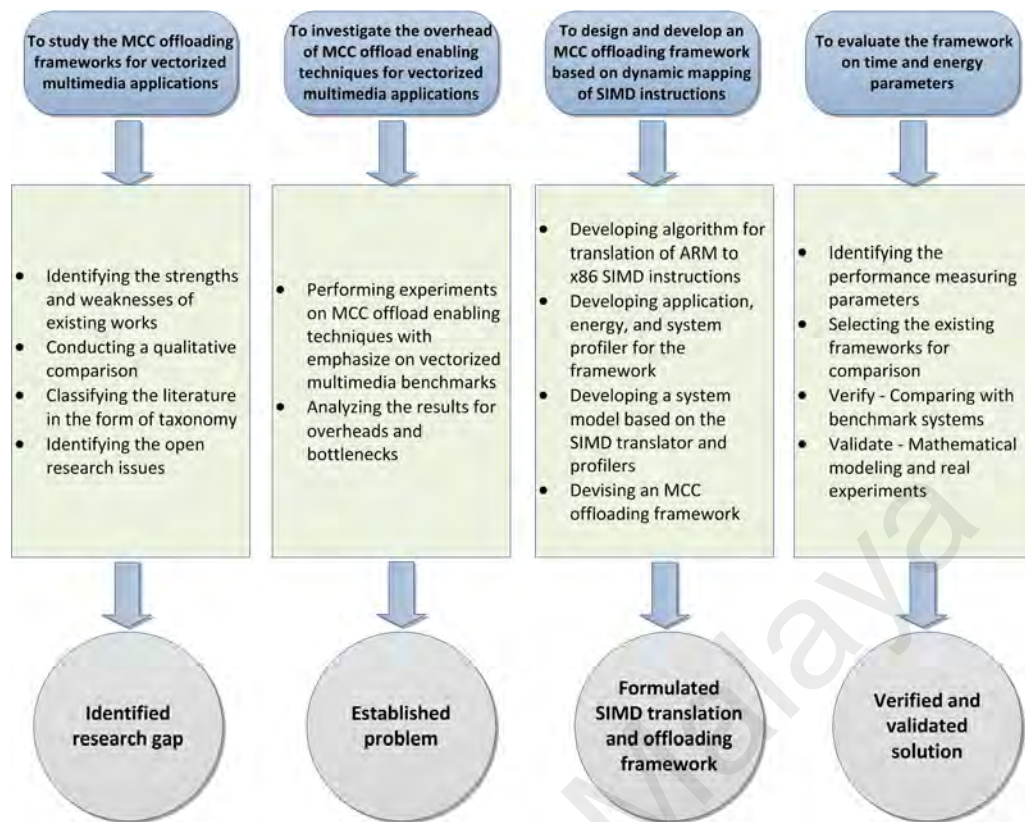 To study the MCC offloading
frameworks for vectorized
multimedia applications
To investigate the overhead
of MCC offload enabling
techniques for vectorized
multimedia applications
To design and develop an
MCC offloading framework
based on dynamic mapping
of SIMD instructions
To evaluate the framework
on time and energy
parameters
• Identifying the strengths
and weaknesses of
existing works
• Conducting a qualitative
comparison
• Classifying the literature
in the form of taxonomy
• Identifying the open
research issues
• Performing experiments
on MCC offload enabling
techniques with
emphasize on vectorized
multimedia benchmarks
• Analyzing the results for
overheads and
bottlenecks
• Developing algorithm for
translation of ARM to
x86 SIMD instructions
• Developing application,
energy, and system
profiler for the
framework
• Developing a system
model based on the
SIMD translator and
profilers
• Devising an MCC
offloading framework
• Identifying the
performance measuring
parameters
• Selecting the existing
frameworks for
comparison
• Verify - Comparing with
benchmark systems
• Validate - Mathematical
modeling and real
experiments
Identified
research gap
Established
problem
Formulated
SIMD translation
and offloading
framework
Verified and
validated
solution
Malaya